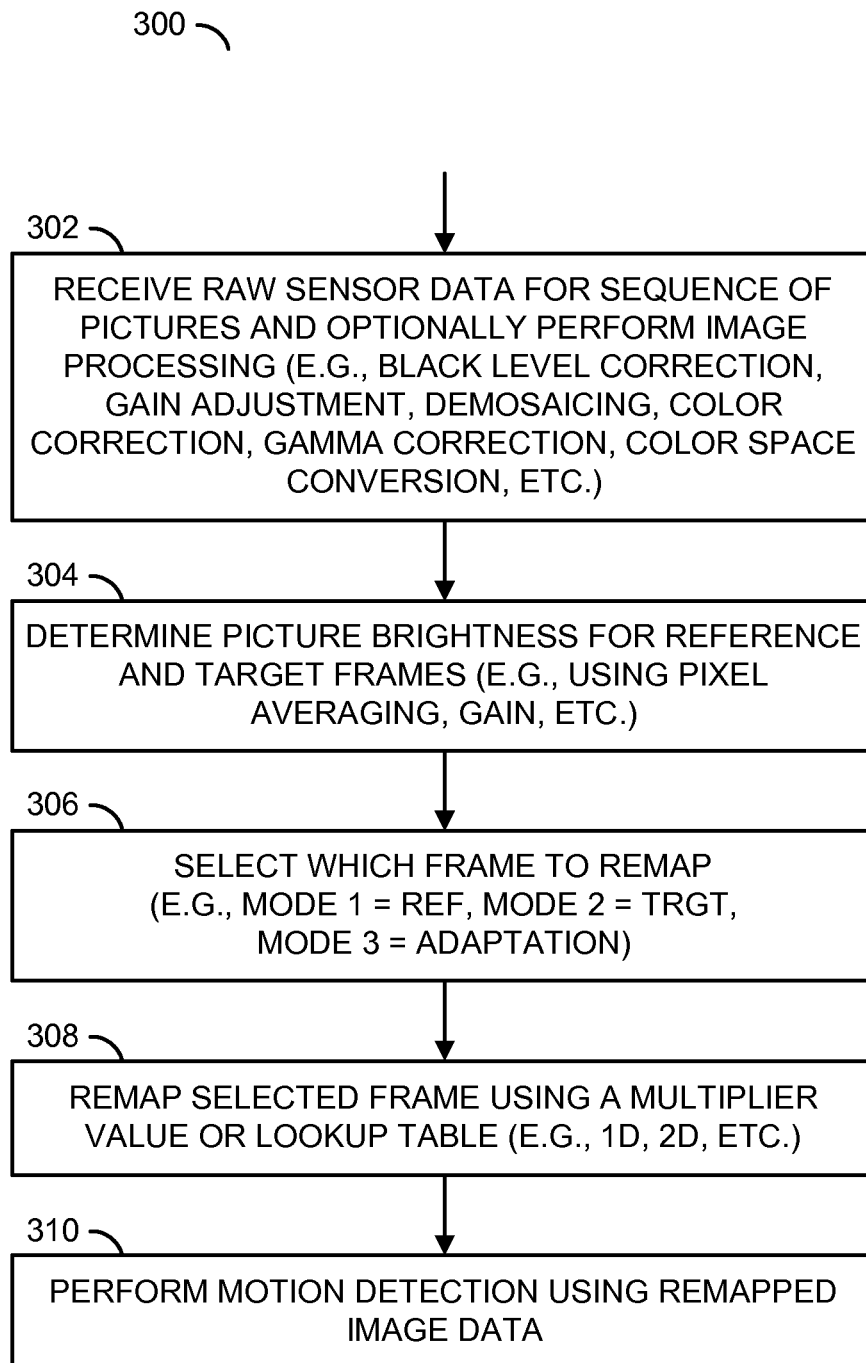 300
302
RECEIVE RAW SENSOR DATA FOR SEQUENCE OF
PICTURES AND OPTIONALLY PERFORM IMAGE
PROCESSING (E.G., BLACK LEVEL CORRECTION,
GAIN ADJUSTMENT, DEMOSAICING, COLOR
CORRECTION, GAMMA CORRECTION, COLOR SPACE
CONVERSION, ETC.)
304
DETERMINE PICTURE BRIGHTNESS FOR REFERENCE
AND TARGET FRAMES (E.G., USING PIXEL
AVERAGING, GAIN, ETC.)
306
SELECT WHICH FRAME TO REMAP
(E.G., MODE 1 = REF, MODE 2 = TRGT,
MODE 3 = ADAPTATION)
308
REMAP SELECTED FRAME USING A MULTIPLIER
VALUE OR LOOKUP TABLE (E.G., 1D, 2D, ETC.)
310
PERFORM MOTION DETECTION USING REMAPPED
IMAGE DATA